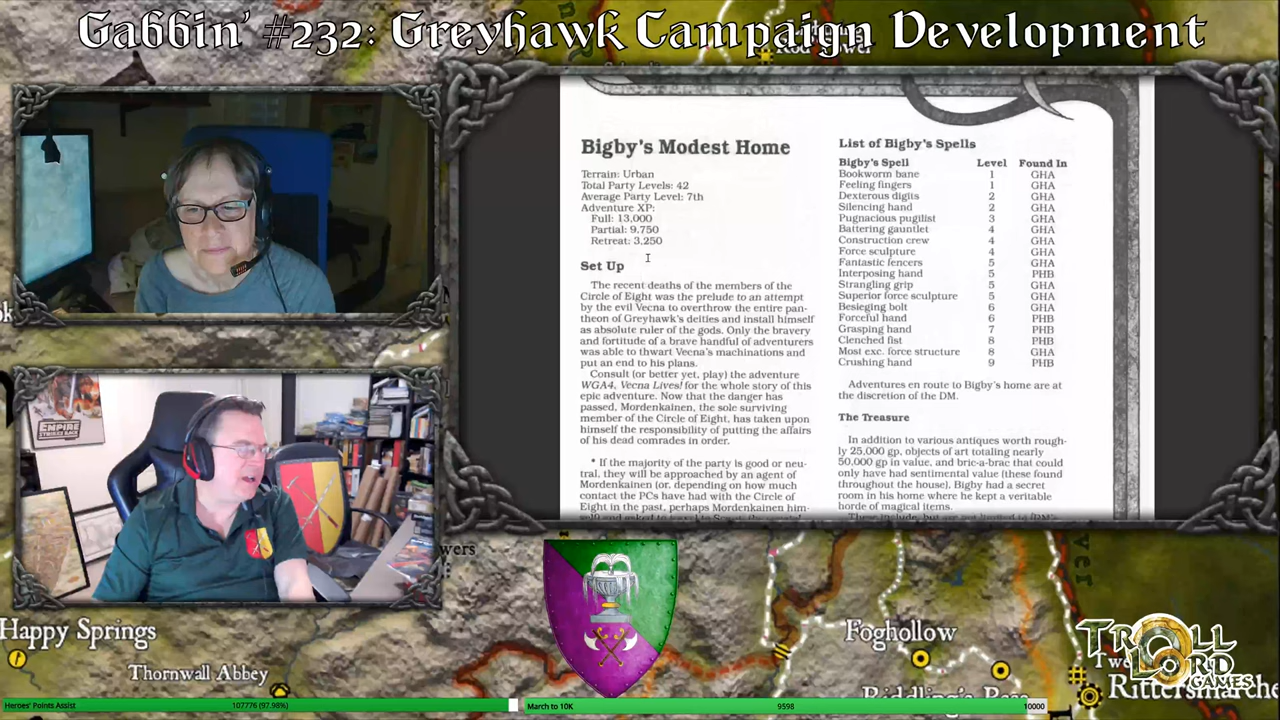 Gabbin' #232: Greyhawk Campaign Development
Bigby's Modest Home
Terrain: Urban
Total Party Levels: 42
Average Party Level: 7th
Adventure XP:
Full: 13,000
Partial: 9,750
Retreat: 3,250
Set Up
The recent deaths of the members of the
Circle of Eight was the prelude to an attempt
by the evil Vecna to overthrow the entire pan-
theon of Greyhawk's deities and install himself
as absolute ruler of the gods. Only the bravery
and fortitude of a brave handful of adventurers
was able to thwart Vecna's machinations and
put an end to his plans.
Consult (or better yet, play) the adventure
WGA4, Vecna Lives! for the whole story of this
epic adventure. Now that the danger has
passed, Mordenkainen, the sole surviving
member of the Circle of Eight, has taken upon
himself the responsibility of putting the affairs
of his dead comrades in order.
* If the majority of the party is good or neu-
tral, they will be approached by an agent of
Mordenkainen (or, depending on how much
contact the PCs have had with the Circle of
Eight in the past, perhaps Mordenkainen him-
List of Bigby's Spells
Bigby's Spell Level Found In
Bookworm bane 1 GHA
Feeling fingers 1 GHA
Dexterous digits 2 GHA
Silencing hand 2 GHA
Pugnacious pugilist 3 GHA
Battering gauntlet 4 GHA
Construction crew 4 GHA
Force sculpture 4 GHA
Fantastic fencers 5 GHA
Interposing hand 5 PHB
Strangling grip 5 GHA
Superior force sculpture 5 GHA
Besieging bolt 6 GHA
Forceful hand 6 PHB
Grasping hand 7 PHB
Clenched fist 8 PHB
Most exc. force structure 8 GHA
Crushing hand 9 PHB
Adventures en route to Bigby's home are at
the discretion of the DM.
The Treasure
In addition to various antiques worth rough-
ly 25,000 gp, objects of art totaling nearly
50,000 gp in value, and bric-a-brac that could
only have had sentimental value (these found
throughout the house), Bigby had a secret
room in his home where he kept a veritable
horde of magical items.
EMPIRE
STRIKES BACK
Happy Springs
Thornwall Abbey
Foghollow
TROLL
LORD
GAMES
Rittersmarche
Heroes' Points Assist 107776 (97.98%)
March to 10K 9598 10000